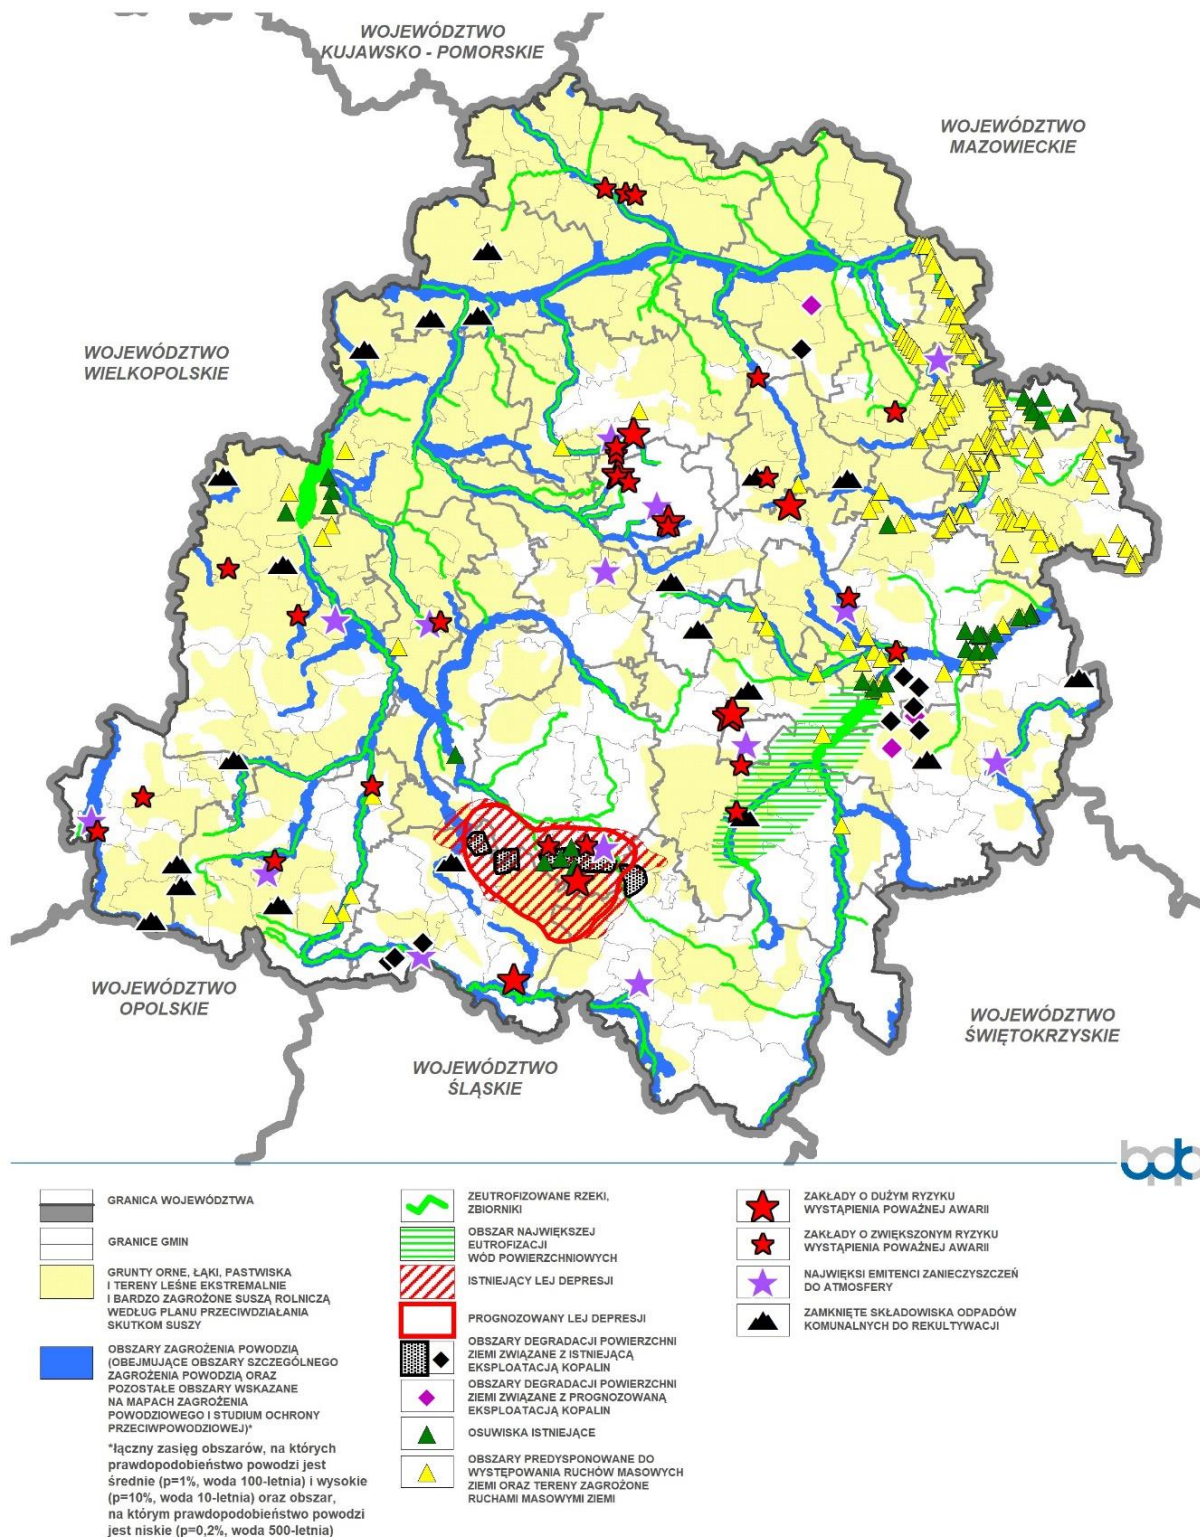 WOJEWÓDZTWO
KUJAWSKO - POMORSKIE
WOJEWÓDZTWO
MAZOWIECKIE
WOJEWÓDZTWO
WIELKOPOLSKIE
WOJEWÓDZTWO
OPOLSKIE
WOJEWÓDZTWO
ŚLĄSKIE
WOJEWÓDZTWO
ŚWIĘTOKRZYSKIE
bpp
GRANICA WOJEWÓDZTWA
GRANICE GMIN
GRUNTY ORNE, ŁĄKI, PASTWISKA
I TERENY LEŚNE EKSTREMALNIE
I BARDZO ZAGROŻONE SUSZĄ ROLNICZĄ
WEDŁUG PLANU PRZECIWDZIAŁANIA
SKUTKOM SUSZY
OBSZARY ZAGROŻENIA POWODZIĄ
(OBEJMUJĄCE OBSZARY SZCZEGÓLNEGO
ZAGROŻENIA POWODZIĄ ORAZ
POZOSTAŁE OBSZARY WSKAZANE
NA MAPACH ZAGROŻENIA
POWODZIOWEGO I STUDIUM OCHRONY
PRZECIWPOWODZIOWEJ)*
*łączny zasięg obszarów, na których
prawdopodobieństwo powodzi jest
średnie (p=1%, woda 100-letnia) i wysokie
(p=10%, woda 10-letnia) oraz obszar,
na którym prawdopodobieństwo powodzi
jest niskie (p=0,2%, woda 500-letnia)
ZEUTROFIZOWANE RZEKI,
ZBIORNIKI
OBSZAR NAJWIĘKSZEJ
EUTROFIZACJI
WÓD POWIERZCHNIOWYCH
ISTNIEJĄCY LEJ DEPRESJI
PROGNOZOWANY LEJ DEPRESJI
OBSZARY DEGRADACJI POWIERZCHNI
ZIEMI ZWIĄZANE Z ISTNIEJĄCĄ
EKSPLOATACJĄ KOPALIN
OBSZARY DEGRADACJI POWIERZCHNI
ZIEMI ZWIĄZANE Z PROGNOZOWANĄ
EKSPLOATACJĄ KOPALIN
OSUWISKA ISTNIEJĄCE
OBSZARY PREDYSPONOWANE DO
WYSTĘPOWANIA RUCHÓW MASOWYCH
ZIEMI ORAZ TERENY ZAGROŻONE
RUCHAMI MASOWYMI ZIEMI
ZAKŁADY O DUŻYM RYZYKU
WYSTĄPIENIA POWAŻNEJ AWARII
ZAKŁADY O ZWIĘKSZONYM RYZYKU
WYSTĄPIENIA POWAŻNEJ AWARII
NAJWIĘKSI EMITENCI ZANIECZYSZCZEŃ
DO ATMOSFERY
ZAMKNIĘTE SKŁADOWISKA ODPADÓW
KOMUNALNYCH DO REKULTYWACJI